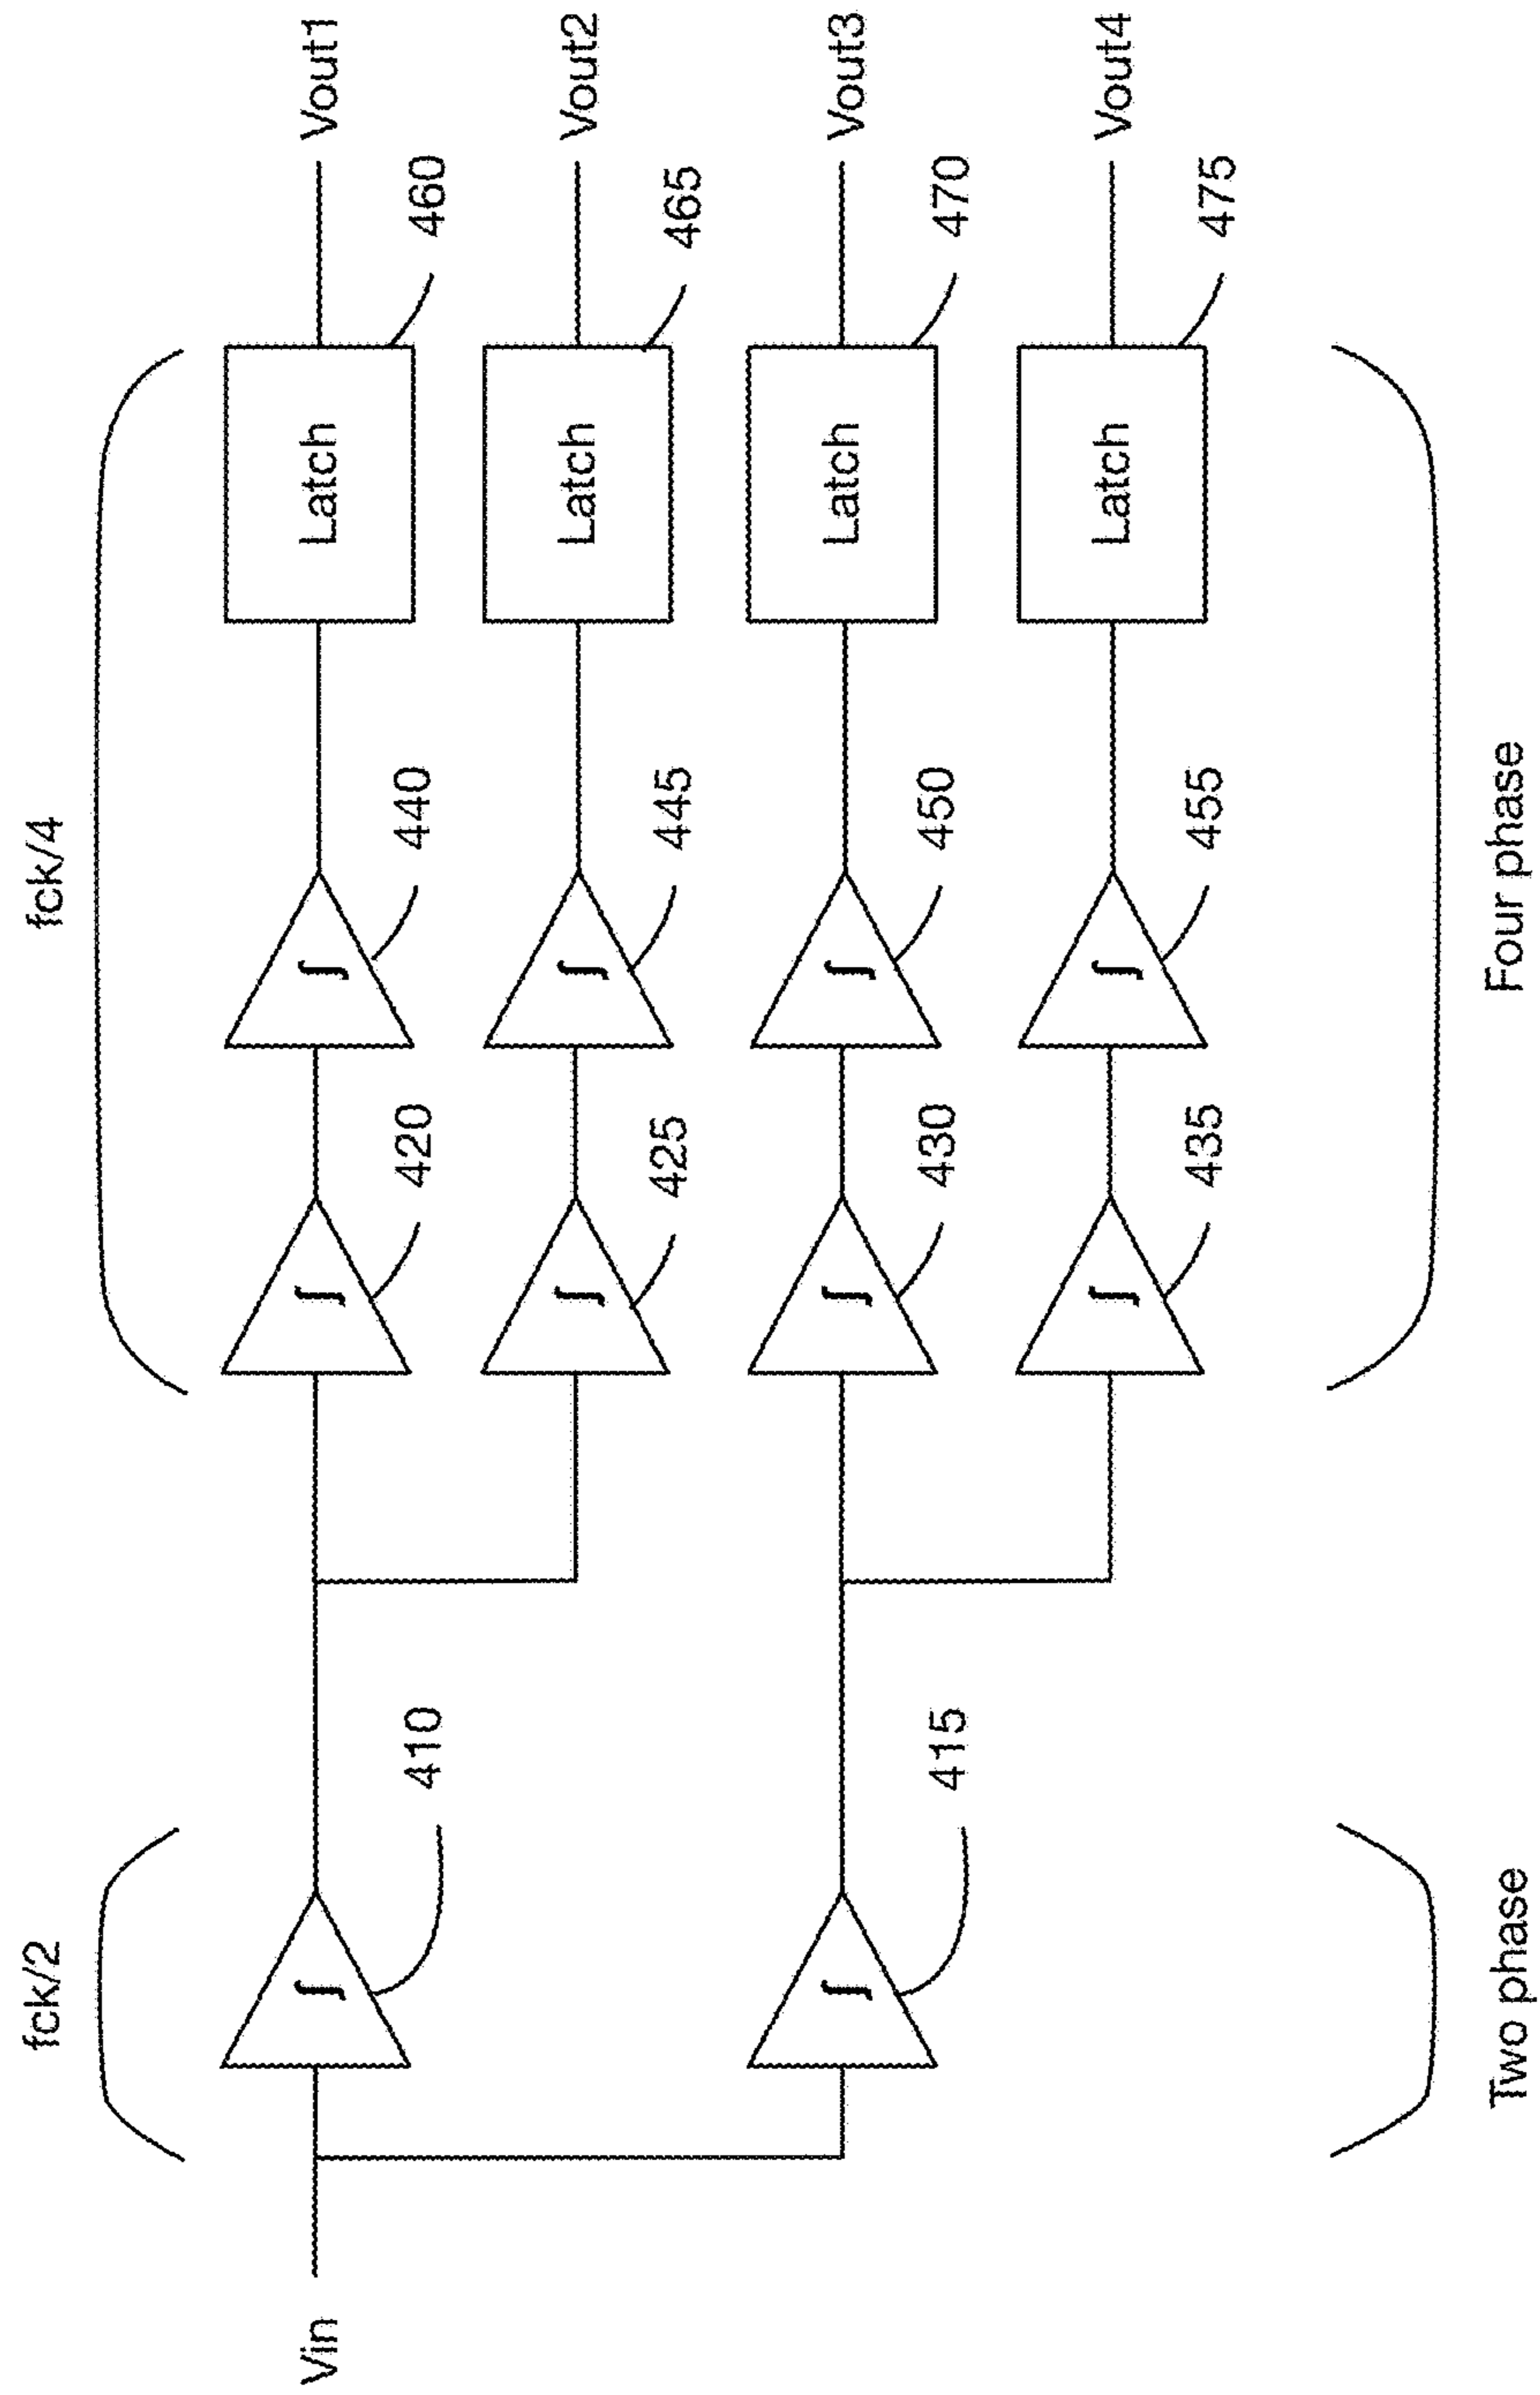 fck/2
fck/4
Vin
∫
410
∫
420
∫
440
Latch
460
Vout1
∫
425
∫
445
Latch
465
Vout2
∫
415
∫
430
∫
450
Latch
470
Vout3
∫
435
∫
455
Latch
475
Vout4
Two phase
Four phase